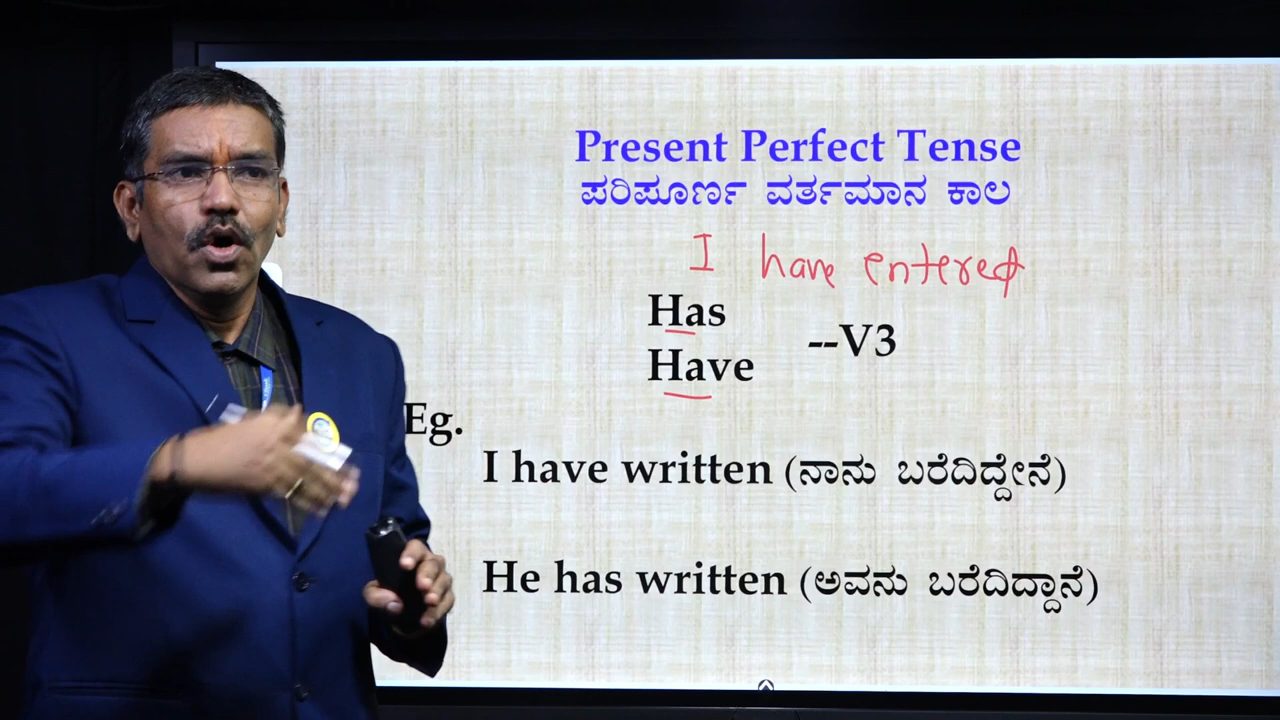 Present Perfect Tense
ಪರಿಪೂರ್ಣ ವರ್ತಮಾನ ಕಾಲ
I have entered
Has
--V3
Have
Eg.
I have written (ನಾನು ಬರೆದಿದ್ದೇನೆ)
He has written (ಅವನು ಬರೆದಿದ್ದಾನೆ)